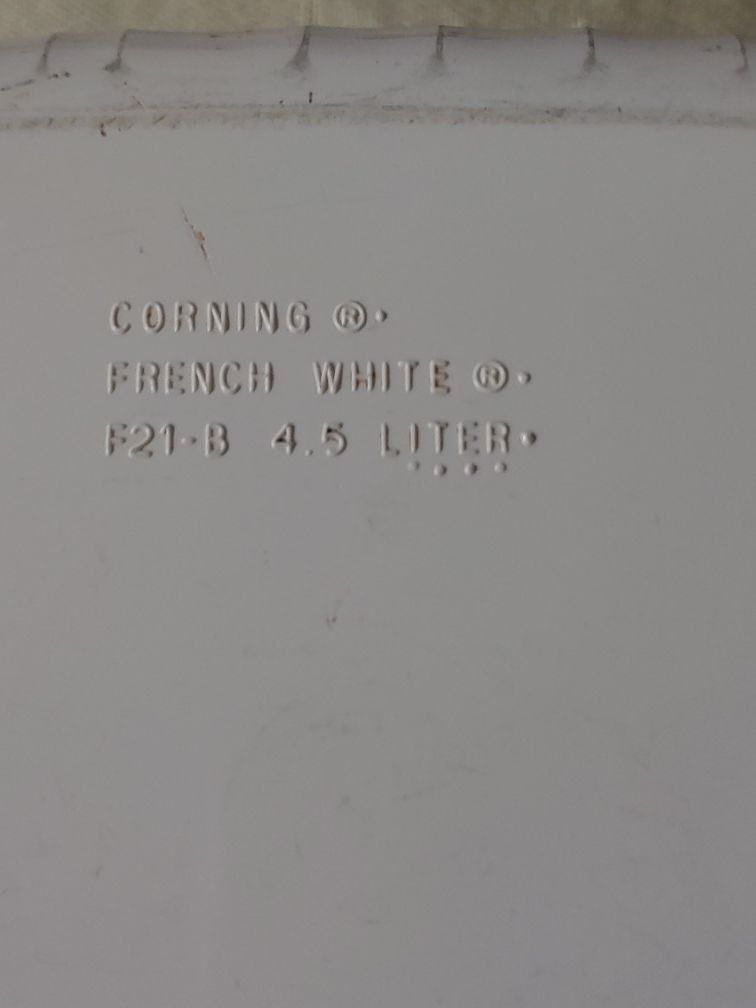 CORNING ®·
FRENCH WHITE ®·
F21-B 4.5 LITER·